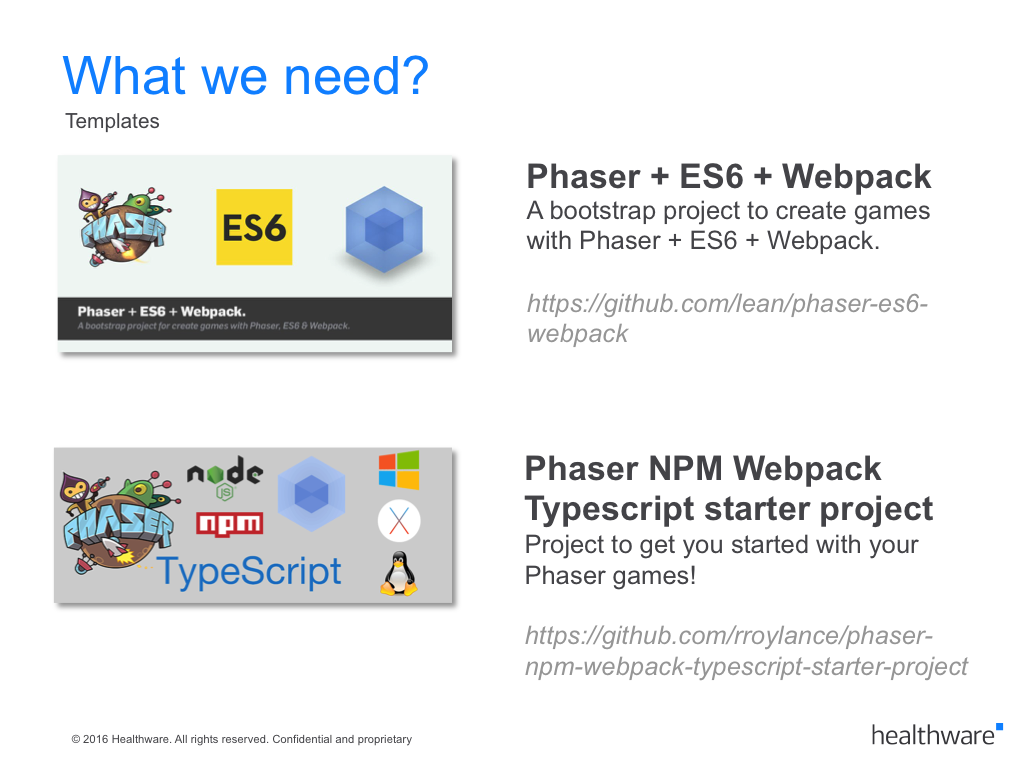 What we need?
Templates
PHASER
ES6
Phaser + ES6 + Webpack.
A bootstrap project for create games with Phaser, ES6 & Webpack.
Phaser + ES6 + Webpack
A bootstrap project to create games
with Phaser + ES6 + Webpack.
https://github.com/lean/phaser-es6-
webpack
PHASER
node
JS
npm
TypeScript
X
Phaser NPM Webpack
Typescript starter project
Project to get you started with your
Phaser games!
https://github.com/rroylance/phaser-
npm-webpack-typescript-starter-project
© 2016 Healthware. All rights reserved. Confidential and proprietary
healthware